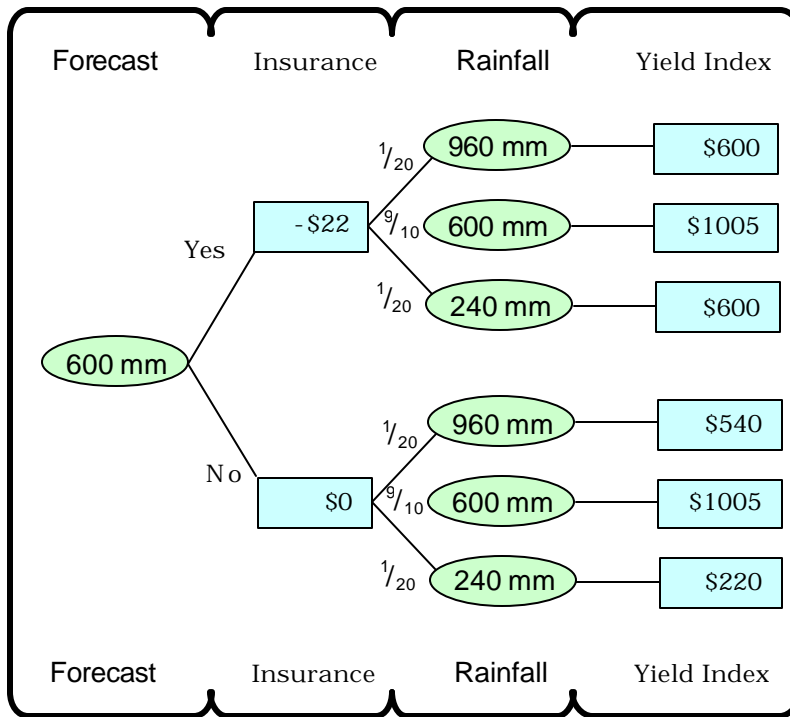 Forecast Insurance Rainfall Yield Index
1/20 960 mm $600
-$22 9/10 600 mm $1005
Yes
1/20 240 mm $600
600 mm
1/20 960 mm $540
No
$0 9/10 600 mm $1005
1/20 240 mm $220
Forecast Insurance Rainfall Yield Index